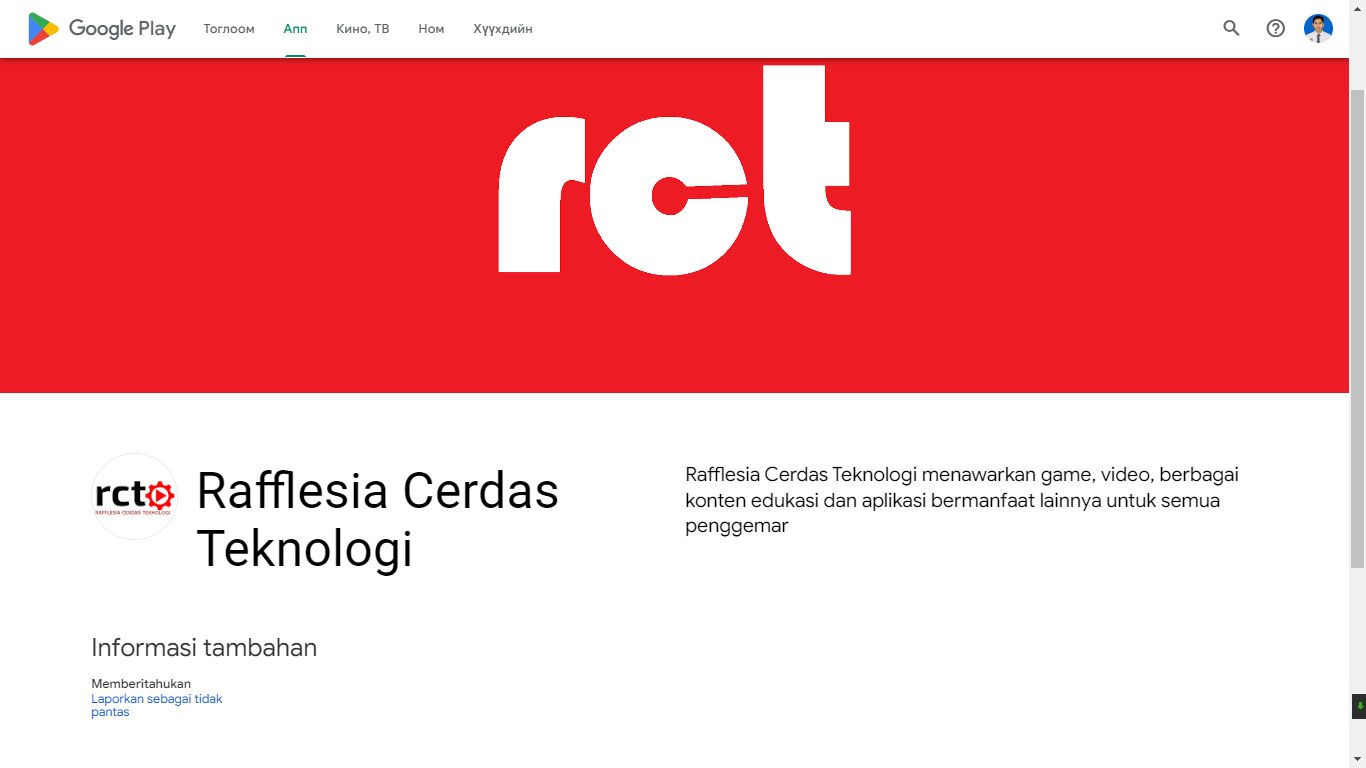 Google Play
Тоглоом
Апп
Кино, ТВ
Ном
Хүүхдийн
rct
rct
RAFFLESIA CERDAS TEKNOLOGI
Rafflesia Cerdas
Teknologi
Rafflesia Cerdas Teknologi menawarkan game, video, berbagai
konten edukasi dan aplikasi bermanfaat lainnya untuk semua
penggemar
Informasi tambahan
Memberitahukan
Laporkan sebagai tidak
pantas